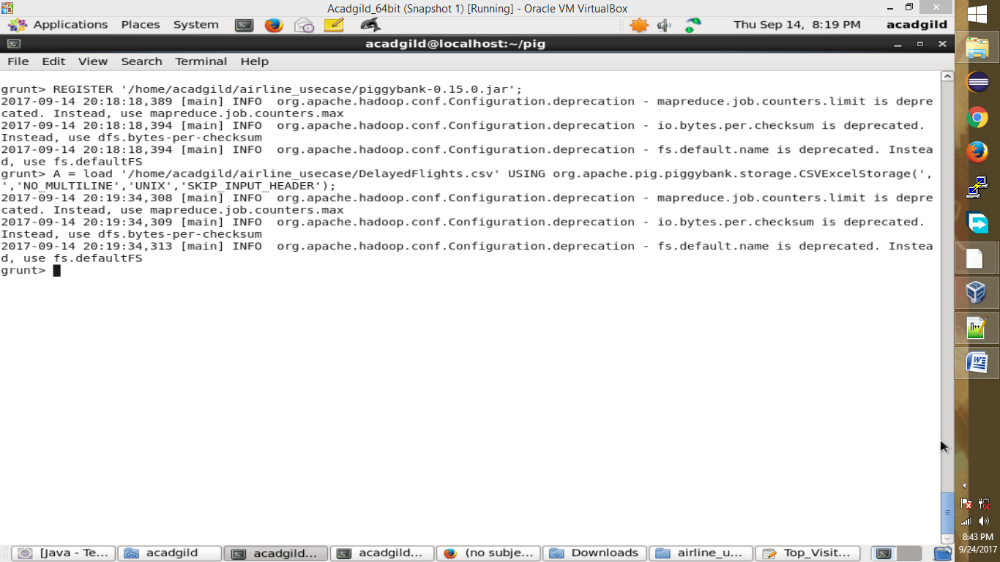 Acadgild_64bit (Snapshot 1) [Running] - Oracle VM VirtualBox
Applications Places System Thu Sep 14, 8:19 PM acadgild
acadgild@localhost:~/pig
File Edit View Search Terminal Help
grunt> REGISTER '/home/acadgild/airline_usecase/piggybank-0.15.0.jar';
2017-09-14 20:18:18,389 [main] INFO  org.apache.hadoop.conf.Configuration.deprecation - mapreduce.job.counters.limit is depre
cated. Instead, use mapreduce.job.counters.max
2017-09-14 20:18:18,394 [main] INFO  org.apache.hadoop.conf.Configuration.deprecation - io.bytes.per.checksum is deprecated.
Instead, use dfs.bytes-per-checksum
2017-09-14 20:18:18,394 [main] INFO  org.apache.hadoop.conf.Configuration.deprecation - fs.default.name is deprecated. Instea
d, use fs.defaultFS
grunt> A = load '/home/acadgild/airline_usecase/DelayedFlights.csv' USING org.apache.pig.piggybank.storage.CSVExcelStorage(',
','NO_MULTILINE','UNIX','SKIP_INPUT_HEADER');
2017-09-14 20:19:34,308 [main] INFO  org.apache.hadoop.conf.Configuration.deprecation - mapreduce.job.counters.limit is depre
cated. Instead, use mapreduce.job.counters.max
2017-09-14 20:19:34,309 [main] INFO  org.apache.hadoop.conf.Configuration.deprecation - io.bytes.per.checksum is deprecated.
Instead, use dfs.bytes-per-checksum
2017-09-14 20:19:34,313 [main] INFO  org.apache.hadoop.conf.Configuration.deprecation - fs.default.name is deprecated. Instea
d, use fs.defaultFS
grunt>
[Java - Te... acadgild acadgild... acadgild... (no subje... Downloads airline_u... Top_Visit...
8:43 PM
9/24/2017